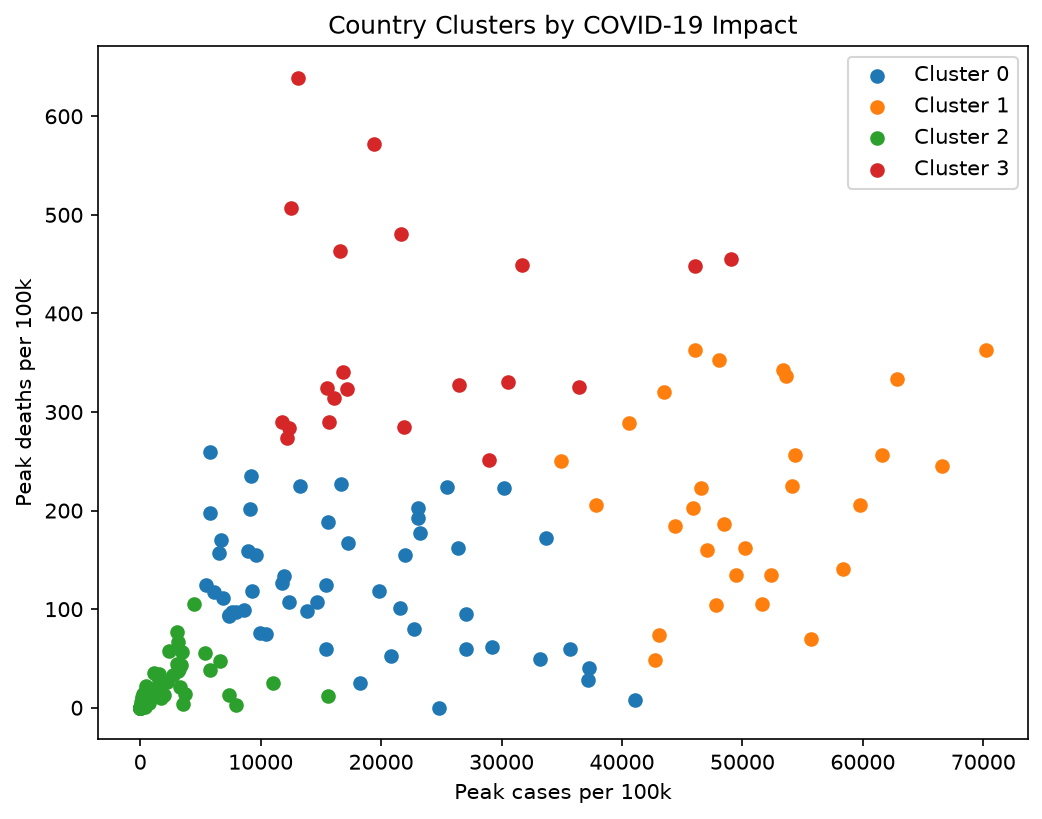 Country Clusters by COVID-19 Impact
Cluster 0
Cluster 1
Cluster 2
Cluster 3
600
500
400
300
200
100
0
Peak deaths per 100k
0 10000 20000 30000 40000 50000 60000 70000
Peak cases per 100k